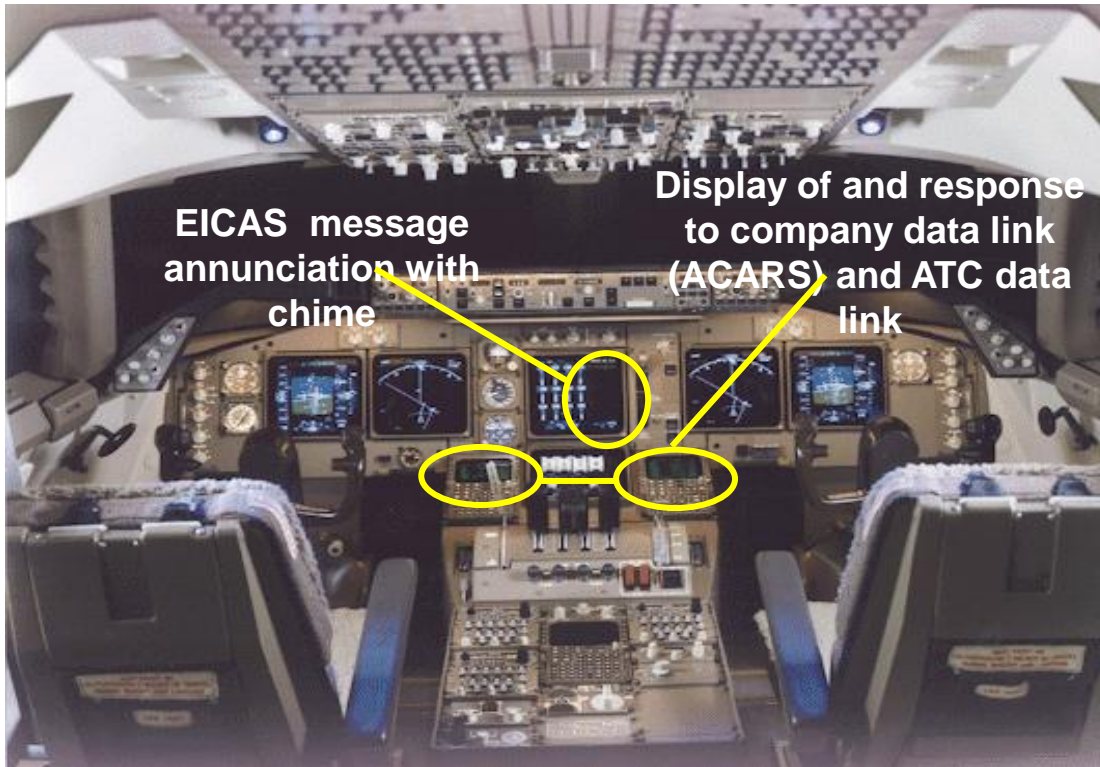 EICAS message
annunciation with
chime
Display of and response
to company data link
(ACARS) and ATC data
link